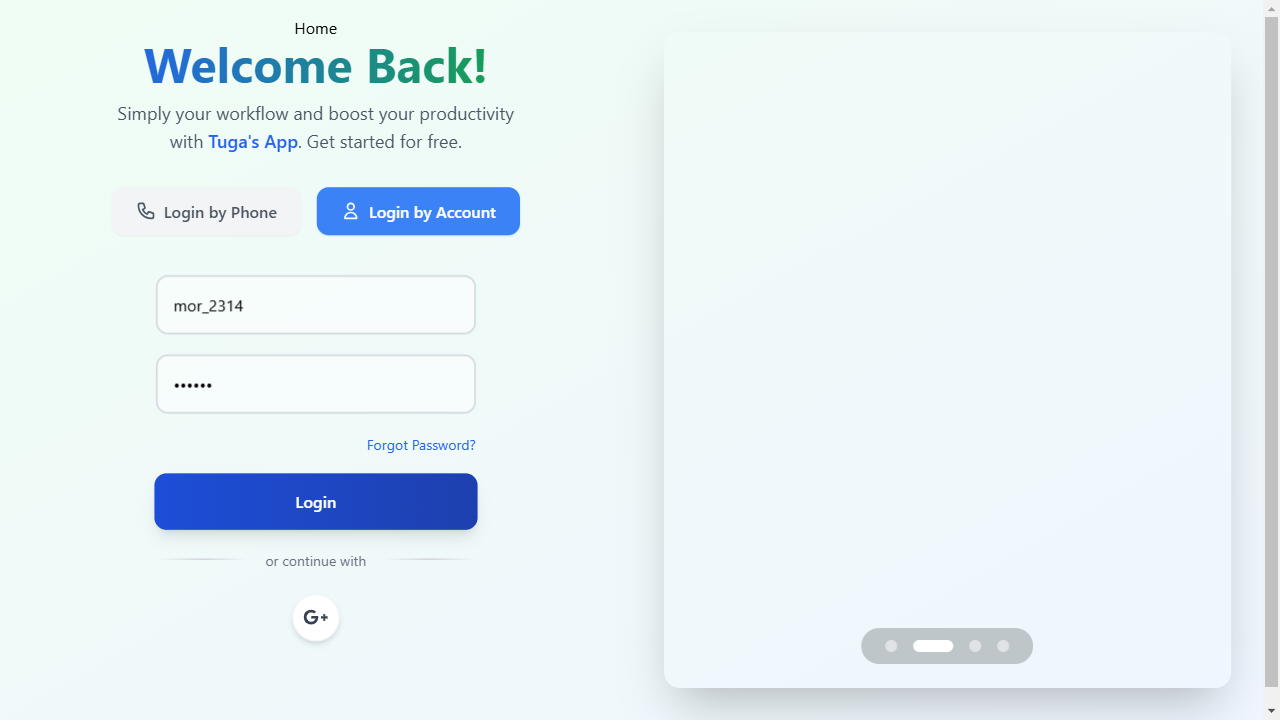 Home
Welcome Back!
Simply your workflow and boost your productivity
with Tuga's App. Get started for free.
Login by Phone
Login by Account
mor_2314
••••••
Forgot Password?
Login
or continue with
G+